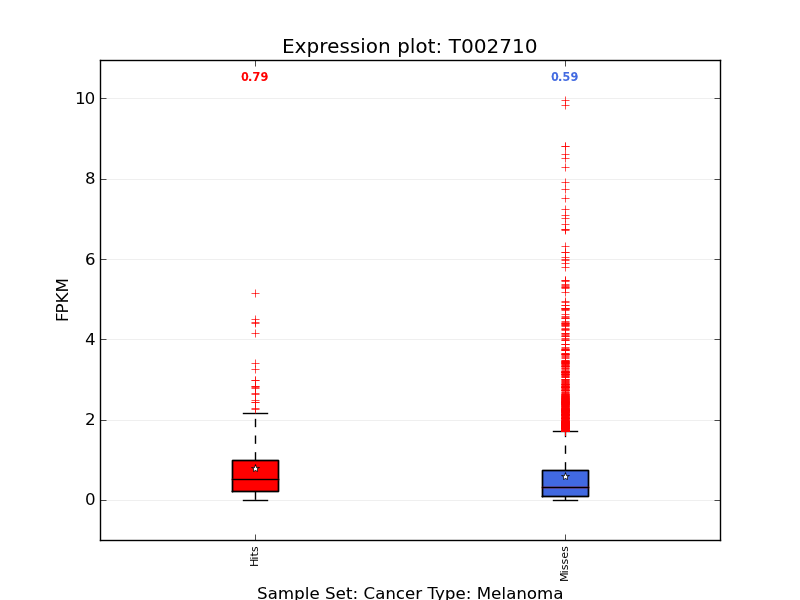 Expression plot: T002710
0.79
0.59
10
8
6
4
2
0
FPKM
Hits
Misses
Sample Set: Cancer Type: Melanoma